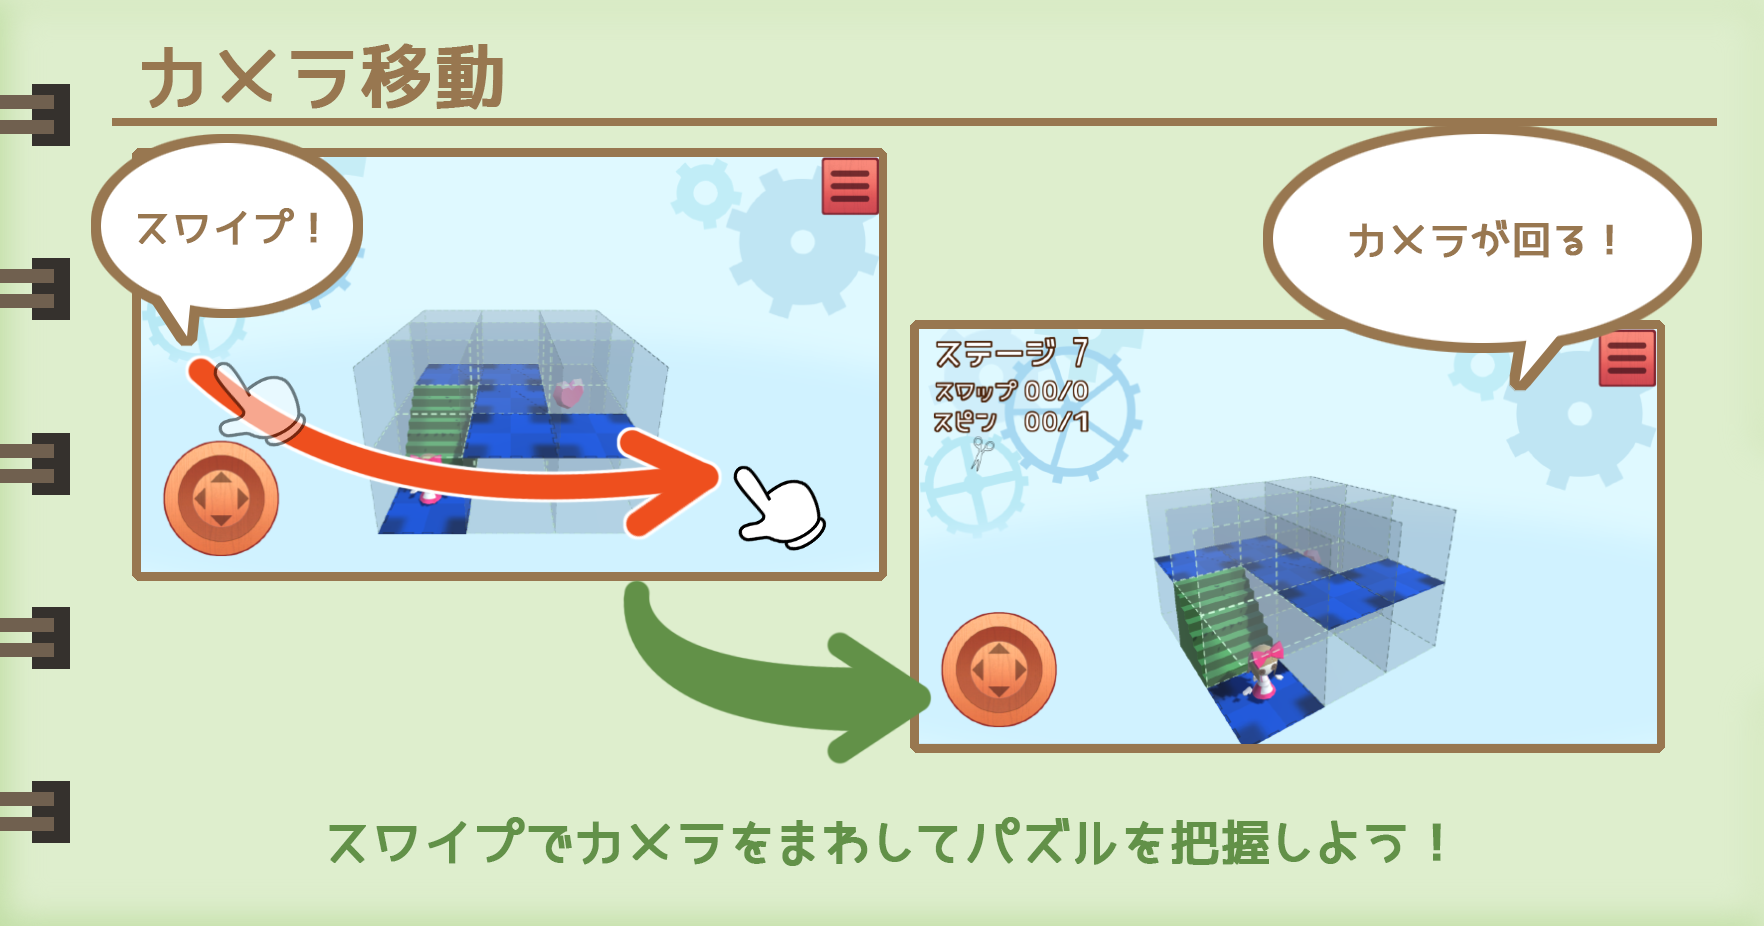 カメラ移動
スワイプ！
カメラが回る！
ステージ 7
スワップ 00/0
スピン 00/1
スワイプでカメラをまわしてパズルを把握しよう！